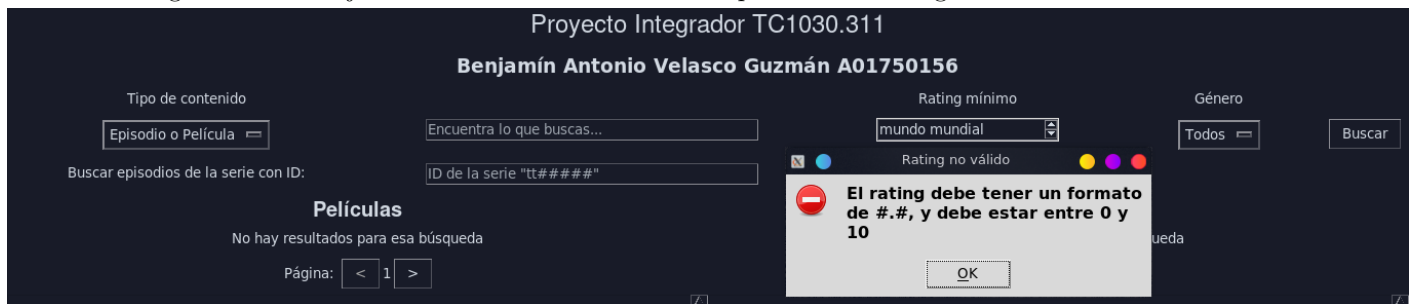 Proyecto Integrador TC1030.311
Benjamín Antonio Velasco Guzmán A01750156
Tipo de contenido
Rating mínimo
Género
Episodio o Película
Encuentra lo que buscas...
mundo mundial
Todos
Buscar
Buscar episodios de la serie con ID:
ID de la serie "tt#####"
Rating no válido
El rating debe tener un formato
de #.#, y debe estar entre 0 y
10
OK
Películas
No hay resultados para esa búsqueda
ueda
Página: < 1 >